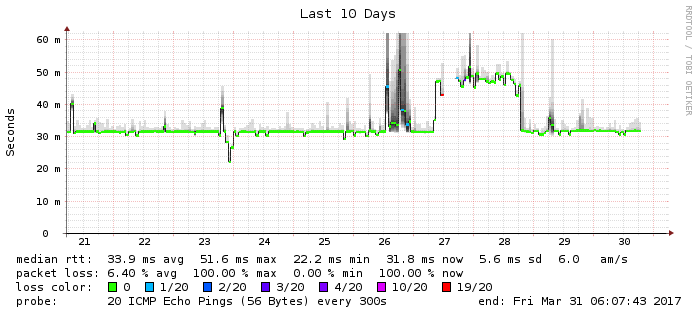 Last 10 Days
RRDTOOL / TOBI OETIKER
Seconds
60 m
50 m
40 m
30 m
20 m
10 m
0
21 22 23 24 25 26 27 28 29 30
median rtt: 33.9 ms avg 51.6 ms max 22.2 ms min 31.8 ms now 5.6 ms sd 6.0 am/s
packet loss: 6.40 % avg 100.00 % max 0.00 % min 100.00 % now
loss color: 0 1/20 2/20 3/20 4/20 10/20 19/20
probe: 20 ICMP Echo Pings (56 Bytes) every 300s end: Fri Mar 31 06:07:43 2017